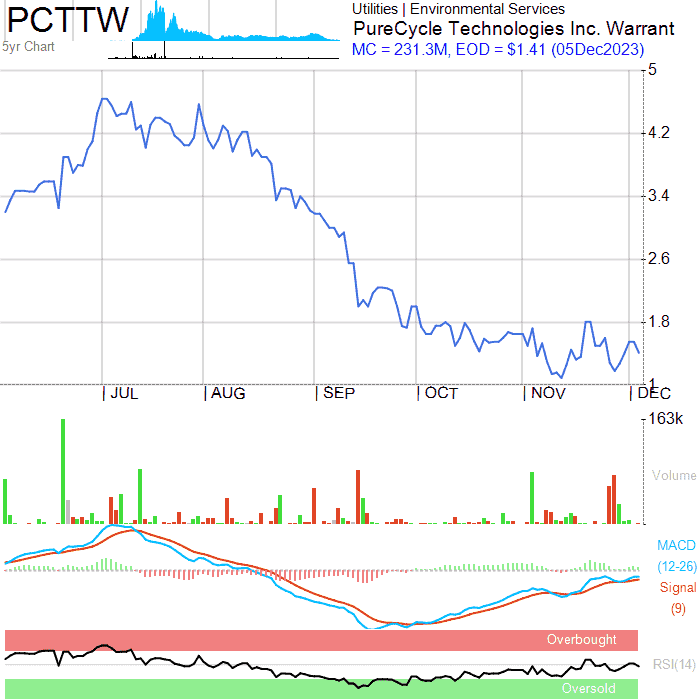 PCTTW
Utilities | Environmental Services
PureCycle Technologies Inc. Warrant
5yr Chart
MC = 231.3M, EOD = $1.41 (05Dec2023)
5
4.2
3.4
2.6
1.8
1
| JUL | AUG | SEP | OCT | NOV | DEC
163k
Volume
MACD
(12-26)
Signal
(9)
Overbought
RSI(14)
Oversold